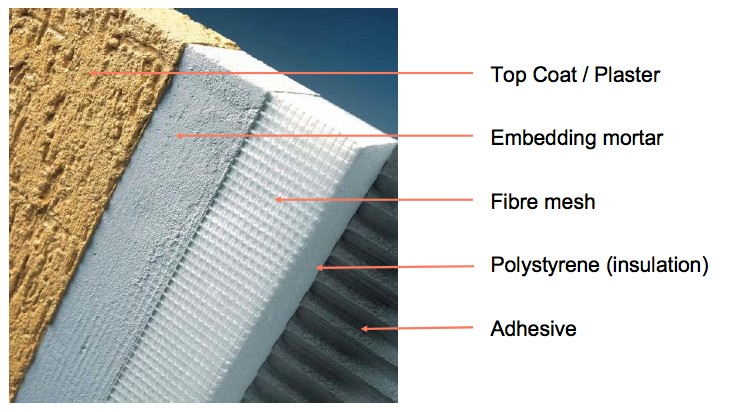 Top Coat / Plaster
Embedding mortar
Fibre mesh
Polystyrene (insulation)
Adhesive